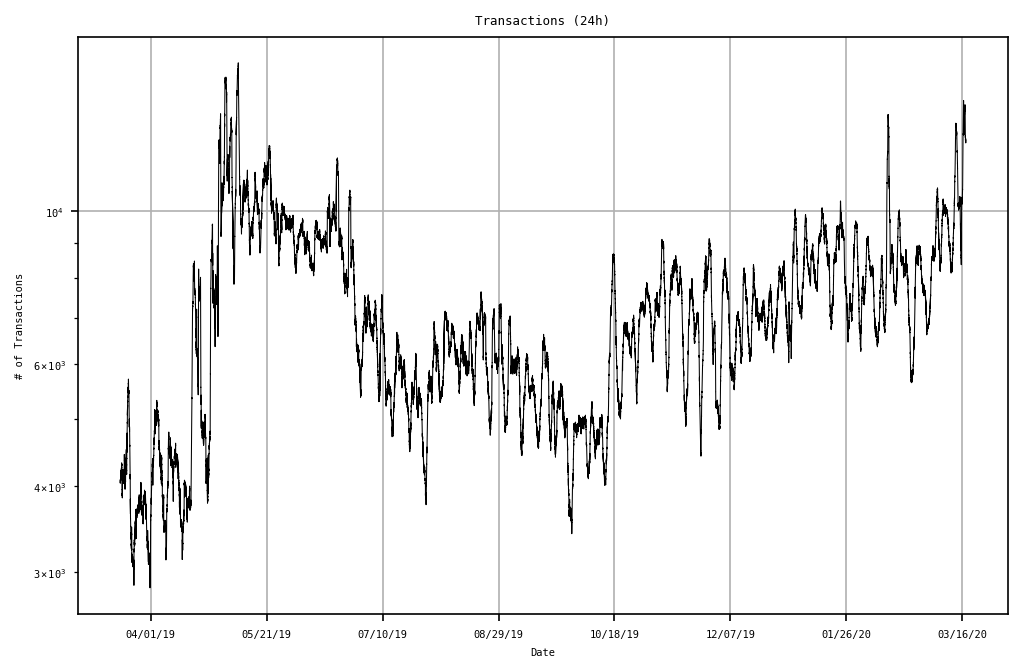 Transactions (24h)
# of Transactions
10⁴
6×10³
4×10³
3×10³
04/01/19 05/21/19 07/10/19 08/29/19 10/18/19 12/07/19 01/26/20 03/16/20
Date